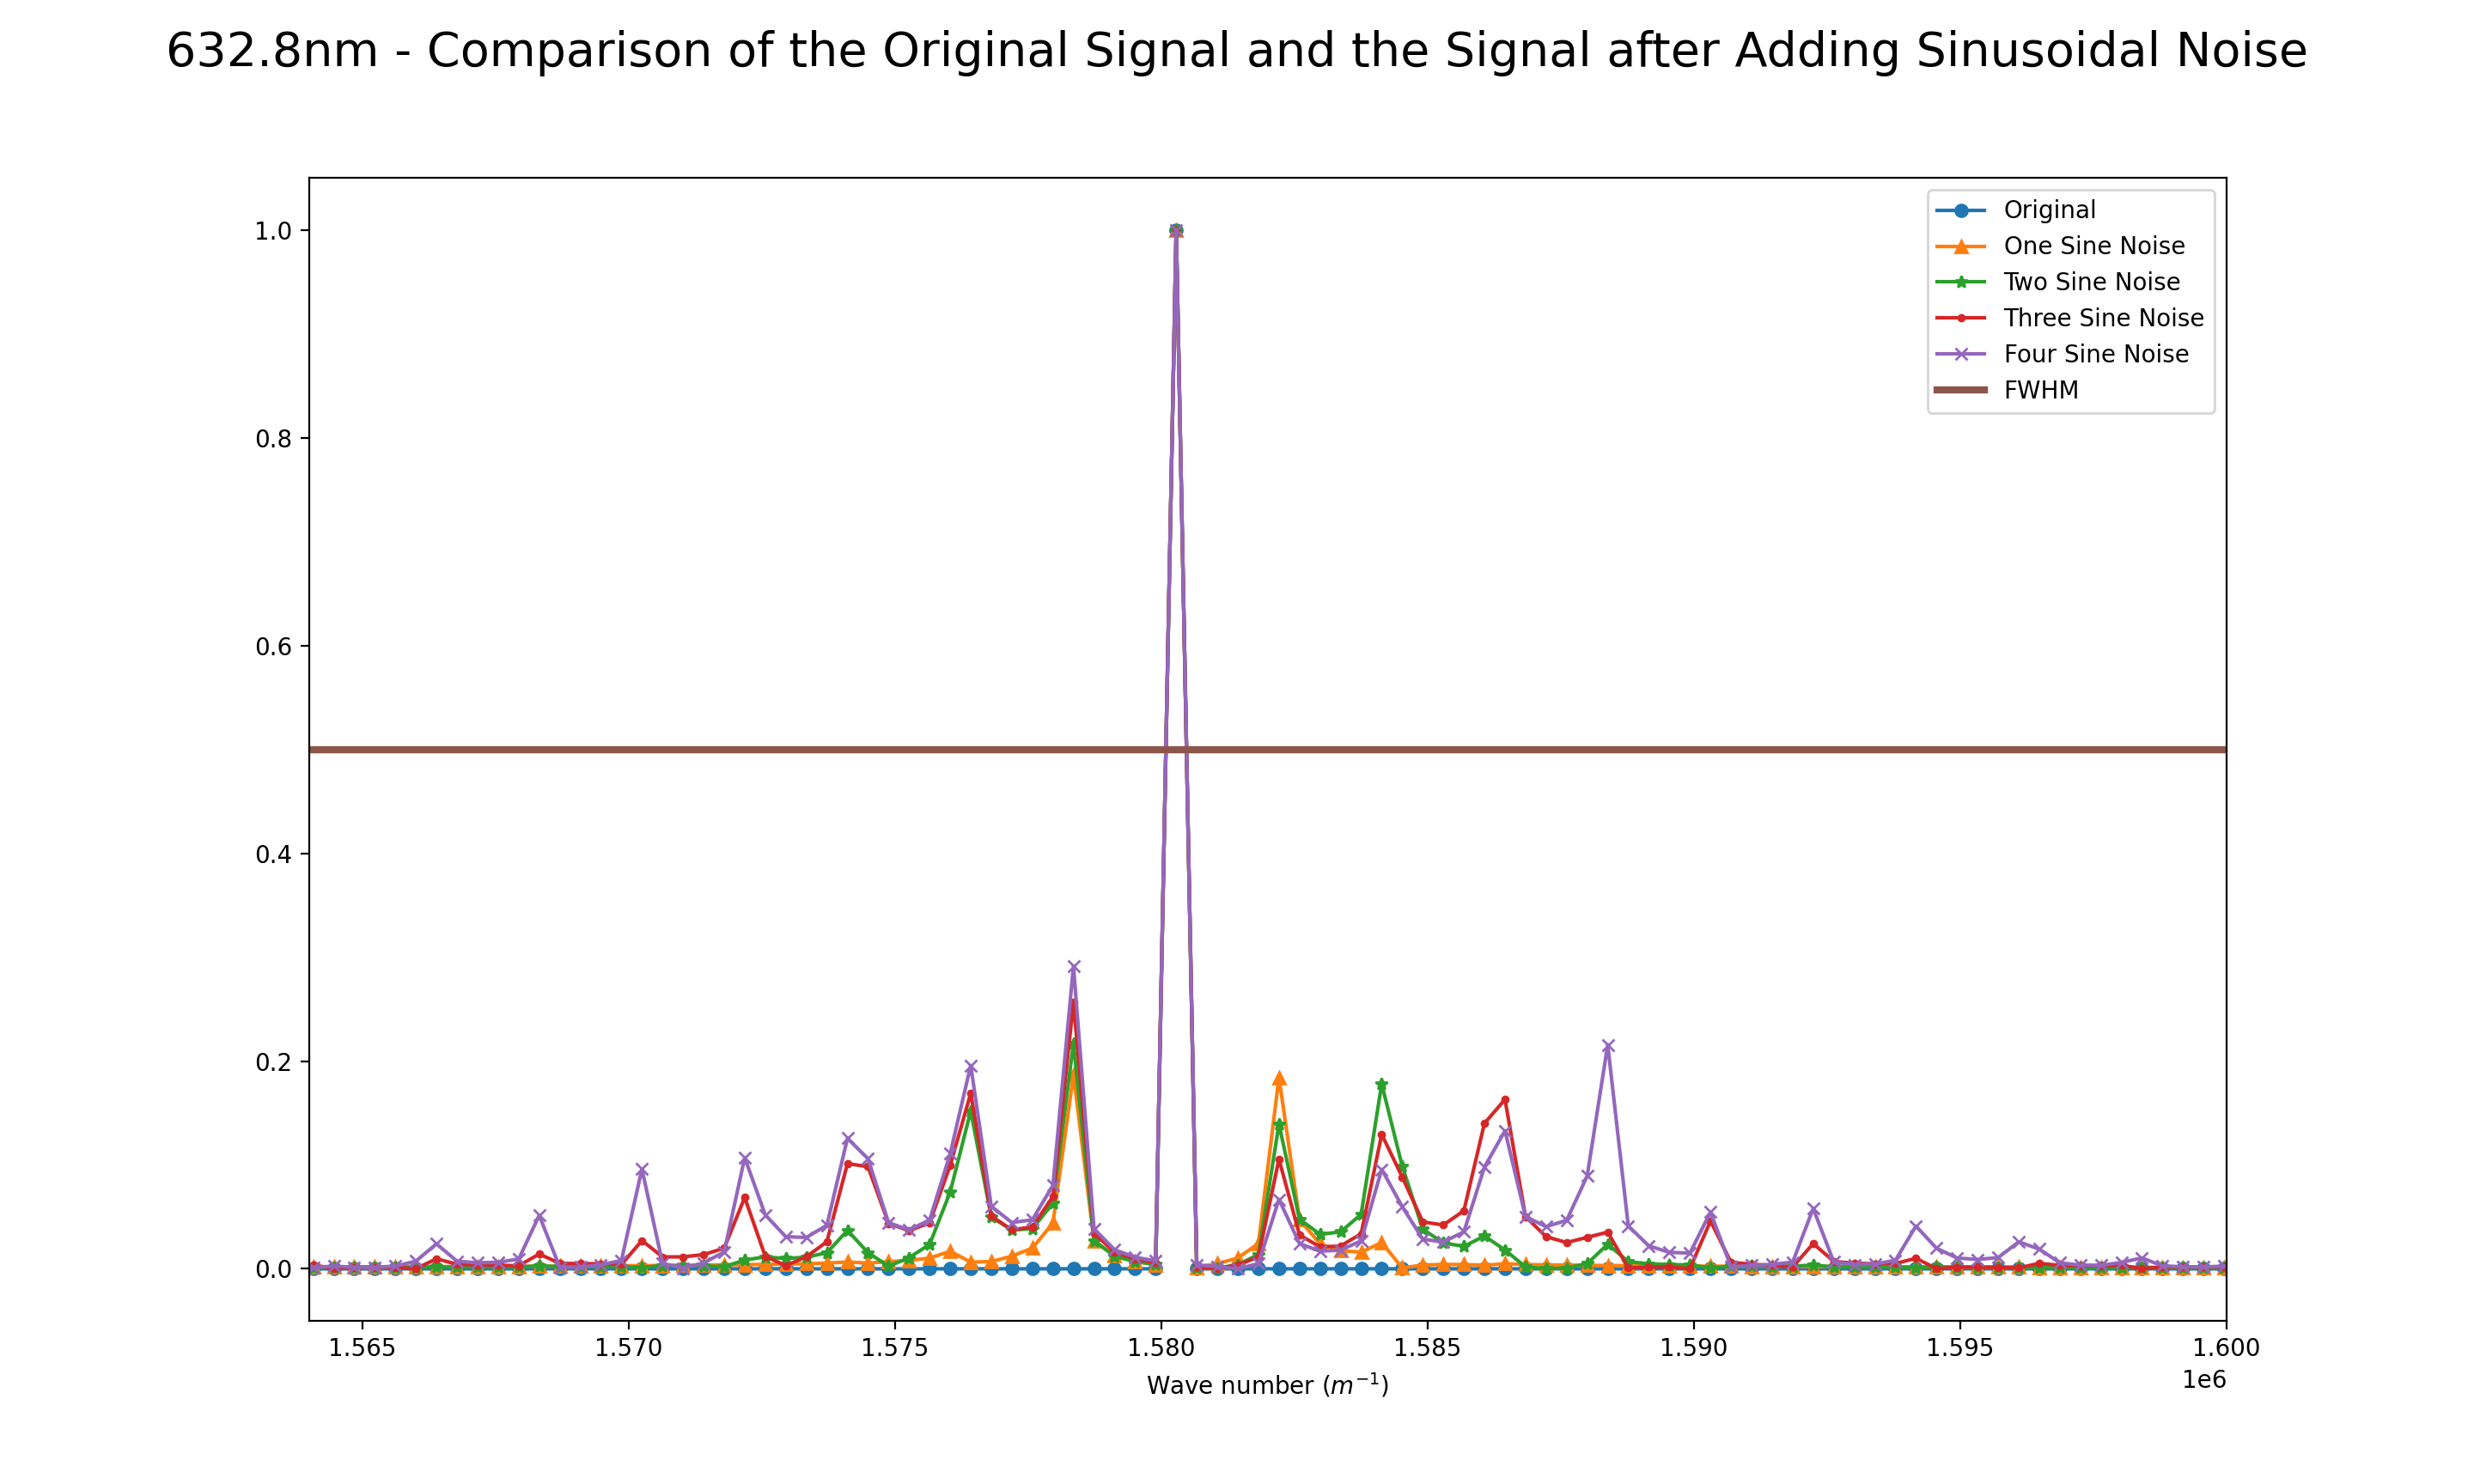 632.8nm - Comparison of the Original Signal and the Signal after Adding Sinusoidal Noise
Original
One Sine Noise
Two Sine Noise
Three Sine Noise
Four Sine Noise
FWHM
1.0
0.8
0.6
0.4
0.2
0.0
1.565 1.570 1.575 1.580 1.585 1.590 1.595 1.600
1e6
Wave number (m⁻¹)